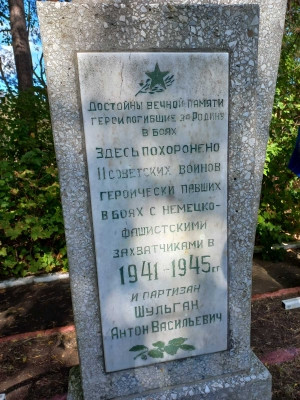 Достойны вечной памяти
герои погибшие за Родину
в боях
Здесь похоронено
11 советских воинов
героически павших
в боях с немецко-
фашистскими
захватчиками в
1941-1945 гг
и партизан
Шульган
Антон Васильевич